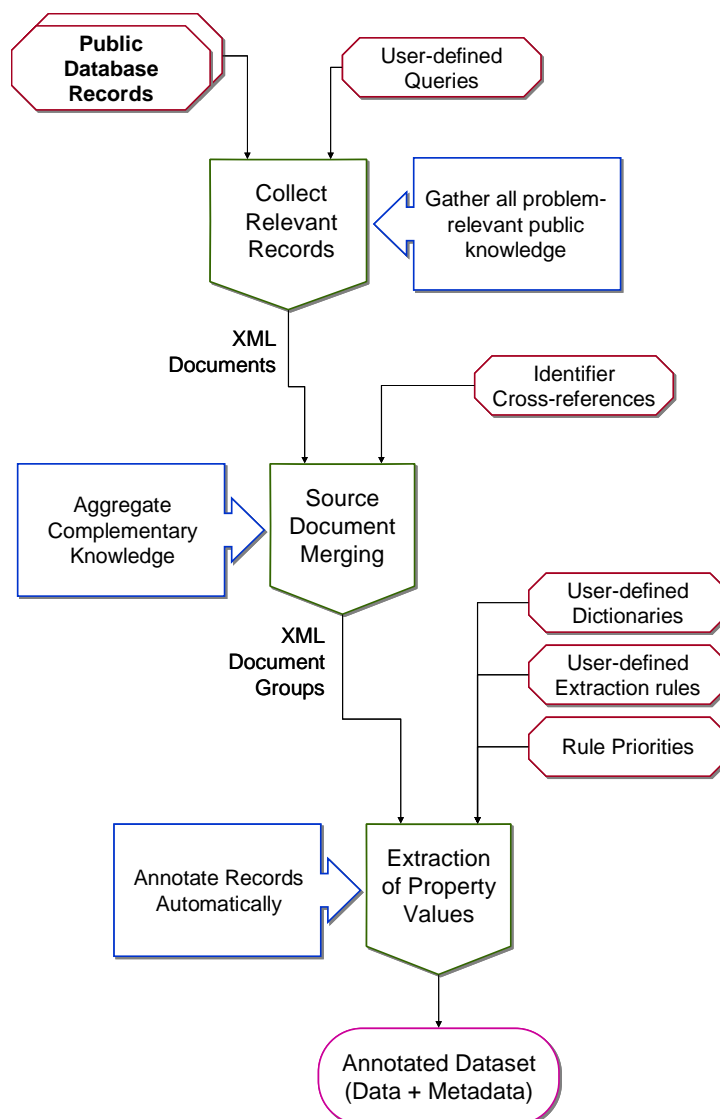 Public
Database
Records
User-defined
Queries
Collect
Relevant
Records
Gather all problem-
relevant public
knowledge
XML
Documents
Identifier
Cross-references
Aggregate
Complementary
Knowledge
Source
Document
Merging
User-defined
Dictionaries
XML
Document
Groups
User-defined
Extraction rules
Rule Priorities
Annotate Records
Automatically
Extraction
of Property
Values
Annotated Dataset
(Data + Metadata)